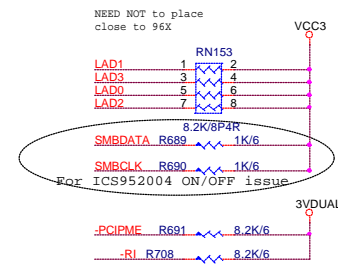 NEED NOT to place
close to 96X
VCC3
RN153
LAD1 1 2
LAD3 3 4
LAD0 5 6
LAD2 7 8
8.2K/8P4R
SMBDATA R689 1K/6
SMBCLK R690 1K/6
For ICS952004 ON/OFF issue
3VDUAL
-PCIPME R691 8.2K/6
-RI R708 8.2K/6